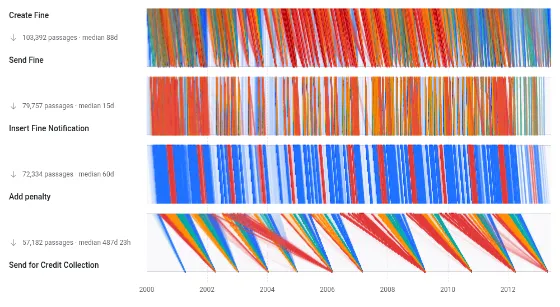 Create Fine
↓ 103,392 passages · median 88d
Send Fine
↓ 79,757 passages · median 15d
Insert Fine Notification
↓ 72,334 passages · median 60d
Add penalty
↓ 57,182 passages · median 487d 23h
Send for Credit Collection
2000 2002 2004 2006 2008 2010 2012